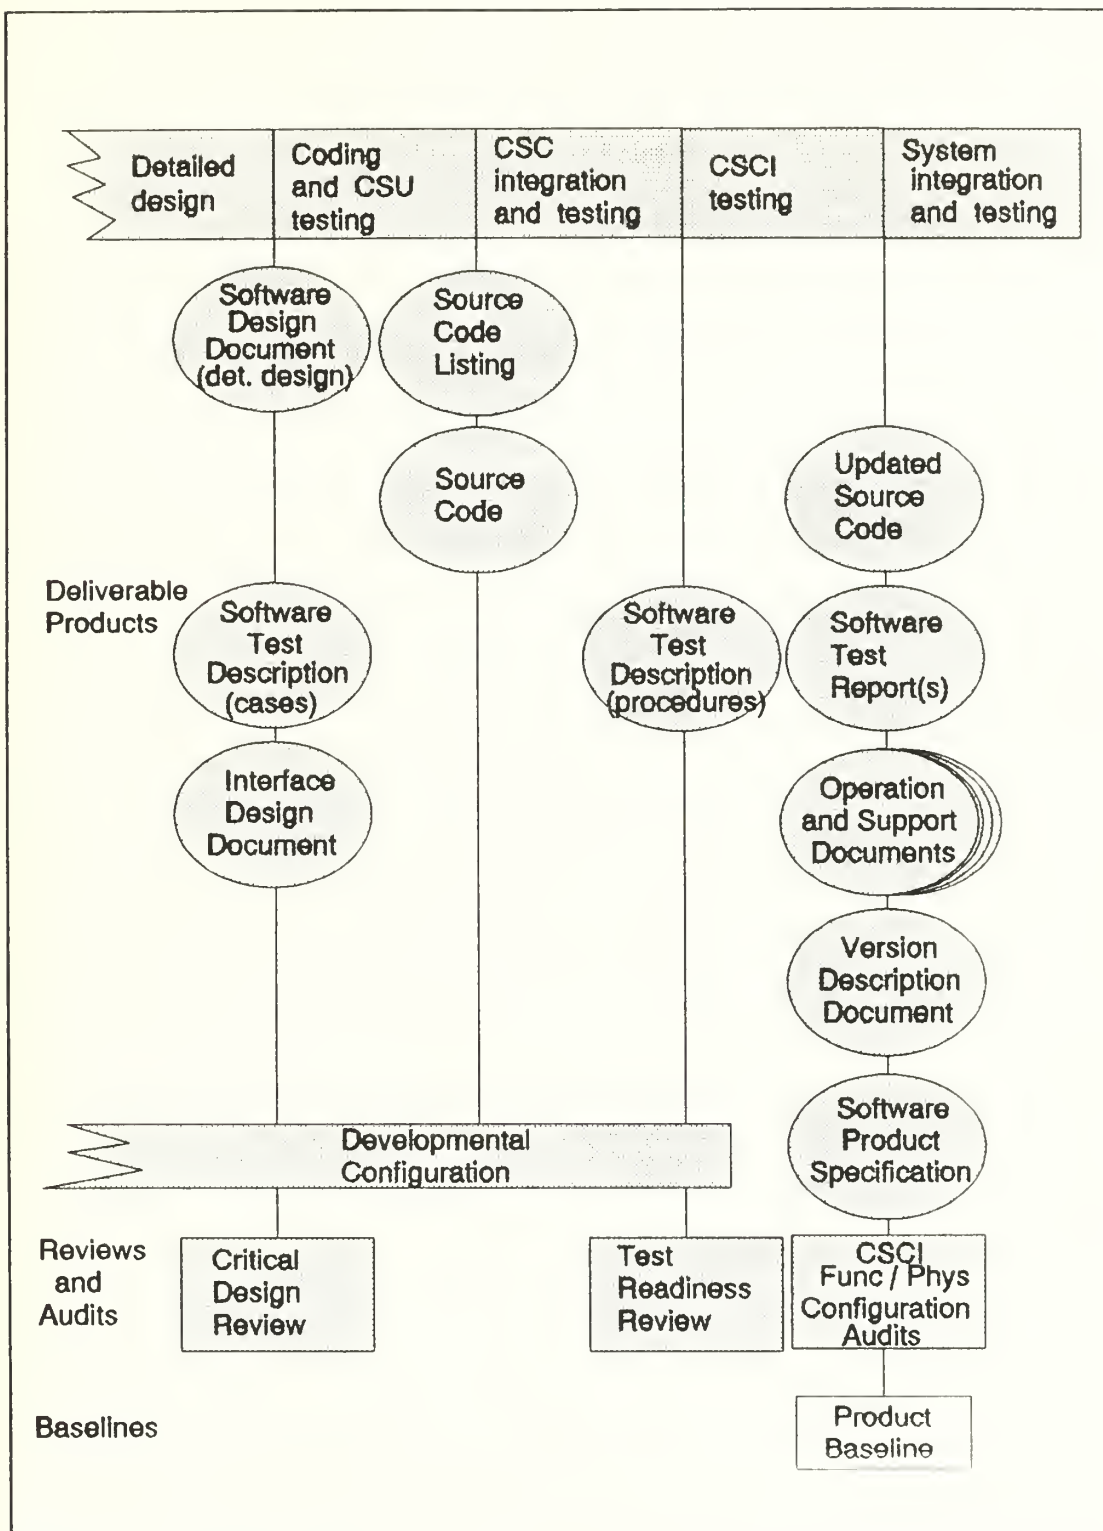 Detailed
design
Coding
and CSU
testing
CSC
integration
and testing
CSCI
testing
System
integration
and testing
Software
Design
Document
(det. design)
Source
Code
Listing
Source
Code
Updated
Source
Code
Deliverable
Products
Software
Test
Description
(cases)
Software
Test
Description
(procedures)
Software
Test
Report(s)
Interface
Design
Document
Operation
and Support
Documents
Version
Description
Document
Software
Product
Specification
Developmental
Configuration
Reviews
and
Audits
Critical
Design
Review
Test
Readiness
Review
CSCI
Func / Phys
Configuration
Audits
Baselines
Product
Baseline